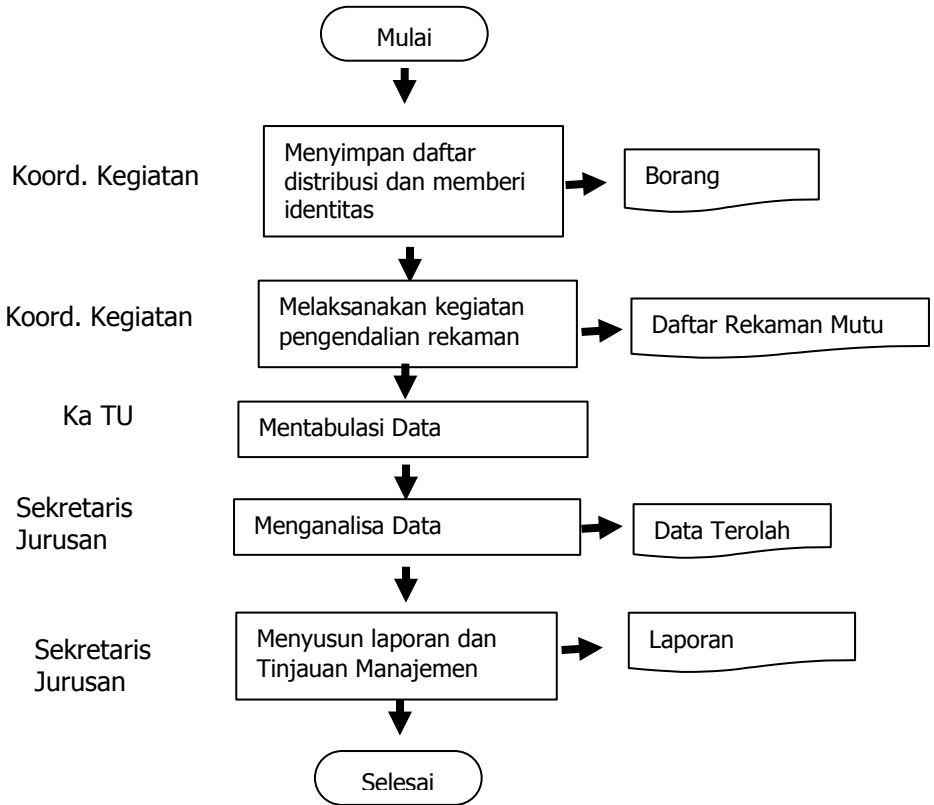 Mulai
Koord. Kegiatan
Menyimpan daftar
distribusi dan memberi
identitas
Borang
Koord. Kegiatan
Melaksanakan kegiatan
pengendalian rekaman
Daftar Rekaman Mutu
Ka TU
Mentabulasi Data
Sekretaris
Jurusan
Menganalisa Data
Data Terolah
Sekretaris
Jurusan
Menyusun laporan dan
Tinjauan Manajemen
Laporan
Selesai